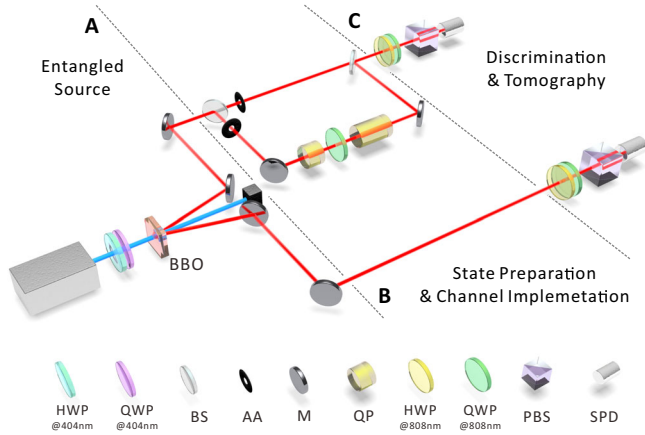 A
Entangled
Source
C
Discrimination
& Tomography
BBO
B
State Preparation
& Channel Implemetation
HWP
@404nm
QWP
@404nm
BS
AA
M
QP
HWP
@808nm
QWP
@808nm
PBS
SPD